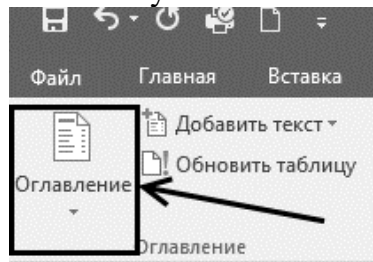 Файл Главная Вставка
Добавить текст
Обновить таблицу
Оглавление
Оглавление